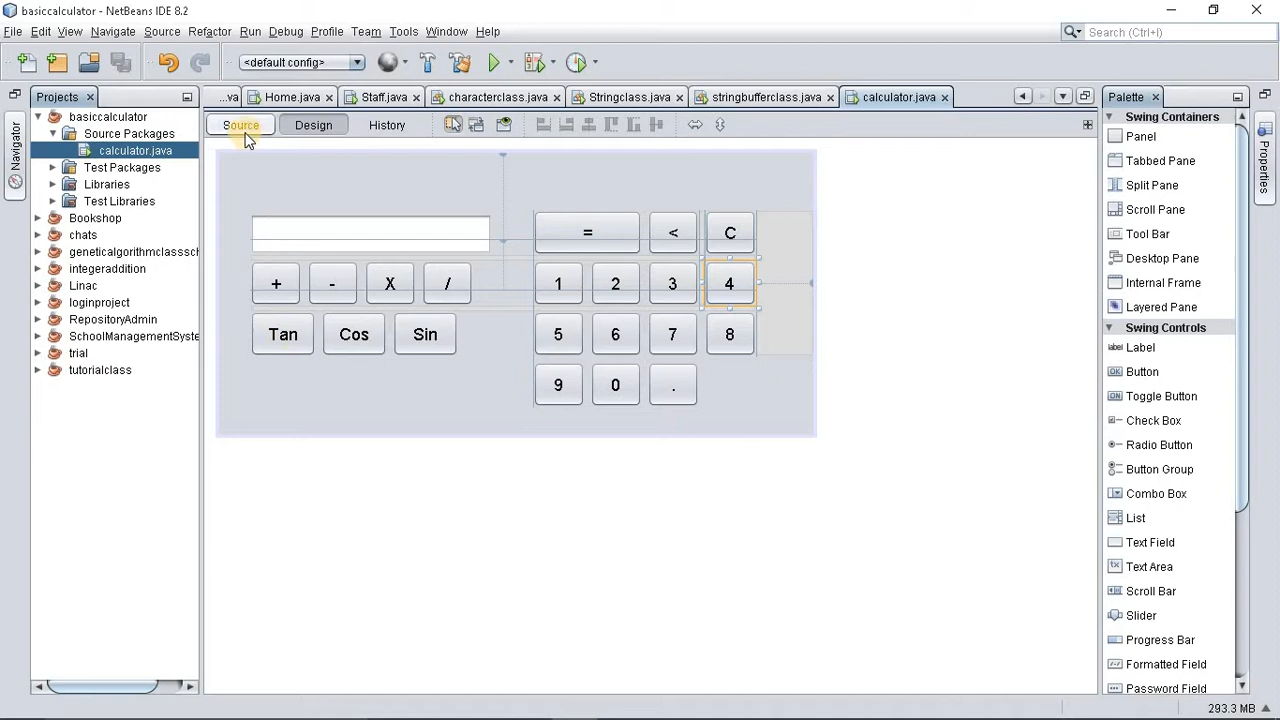 basiccalculator - NetBeans IDE 8.2
File Edit View Navigate Source Refactor Run Debug Profile Team Tools Window Help
Search (Ctrl+I)
<default config>
Projects
...va Home.java Staff.java characterclass.java Stringclass.java stringbufferclass.java calculator.java
Palette
Navigator
basiccalculator
Source Packages
calculator.java
Test Packages
Libraries
Test Libraries
Bookshop
chats
geneticalgorithmclasssch
integeraddition
Linac
loginproject
RepositoryAdmin
SchoolManagementSyste
trial
tutorialclass
Source Design History
= < C
+ - X / 1 2 3 4
Tan Cos Sin 5 6 7 8
9 0 .
Swing Containers
Panel
Tabbed Pane
Split Pane
Scroll Pane
Tool Bar
Desktop Pane
Internal Frame
Layered Pane
Swing Controls
Label
Button
Toggle Button
Check Box
Radio Button
Button Group
Combo Box
List
Text Field
Text Area
Scroll Bar
Slider
Progress Bar
Formatted Field
Password Field
Properties
293.3 MB